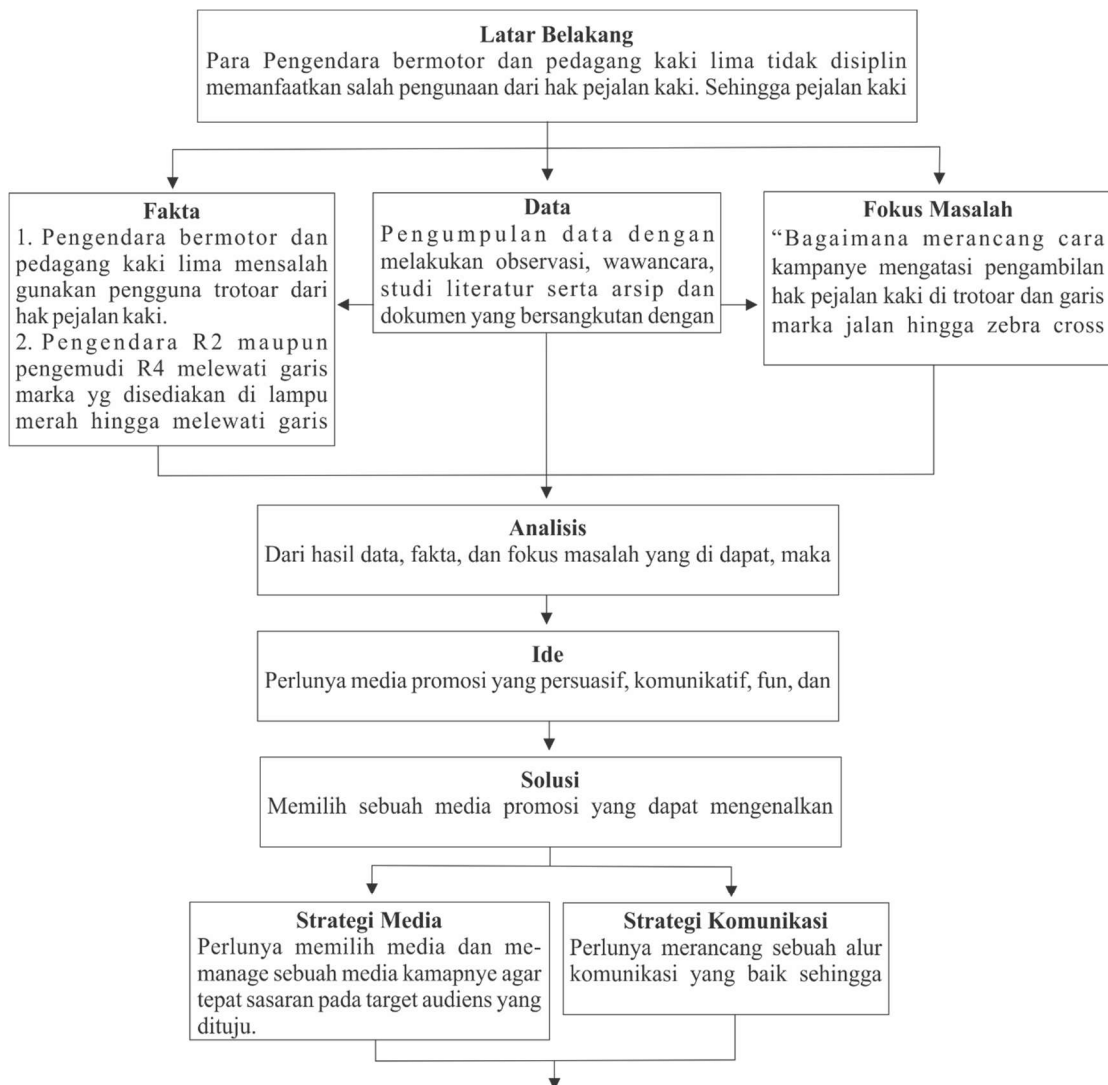 Latar Belakang
Para Pengendara bermotor dan pedagang kaki lima tidak disiplin
memanfaatkan salah pengunaan dari hak pejalan kaki. Sehingga pejalan kaki
Fakta
1. Pengendara bermotor dan
pedagang kaki lima mensalah
gunakan pengguna trotoar dari
hak pejalan kaki.
2. Pengendara R2 maupun
pengemudi R4 melewati garis
marka yg disediakan di lampu
merah hingga melewati garis
Data
Pengumpulan data dengan
melakukan observasi, wawancara,
studi literatur serta arsip dan
dokumen yang bersangkutan dengan
Fokus Masalah
“Bagaimana merancang cara
kampanye mengatasi pengambilan
hak pejalan kaki di trotoar dan garis
marka jalan hingga zebra cross
Analisis
Dari hasil data, fakta, dan fokus masalah yang di dapat, maka
Ide
Perlunya media promosi yang persuasif, komunikatif, fun, dan
Solusi
Memilih sebuah media promosi yang dapat mengenalkan
Strategi Media
Perlunya memilih media dan me-
manage sebuah media kamapnye agar
tepat sasaran pada target audiens yang
dituju.
Strategi Komunikasi
Perlunya merancang sebuah alur
komunikasi yang baik sehingga